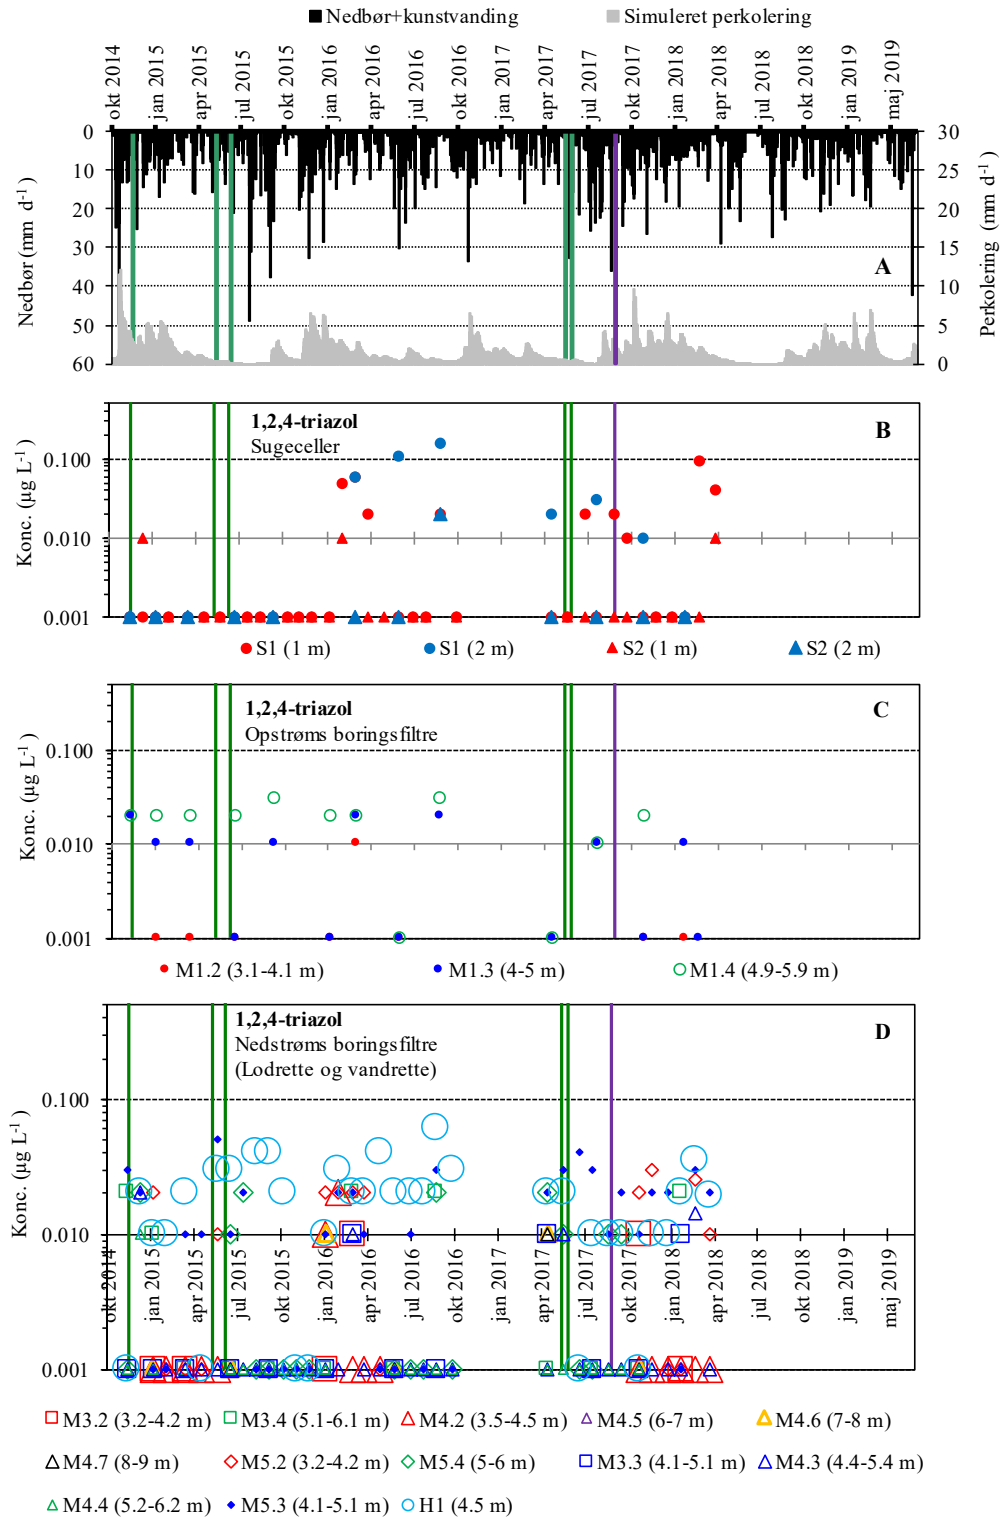 Nedbør+kunstvanding Simuleret perkolering
okt 2014 jan 2015 apr 2015 jul 2015 okt 2015 jan 2016 apr 2016 jul 2016 okt 2016 jan 2017 apr 2017 jul 2017 okt 2017 jan 2018 apr 2018 jul 2018 okt 2018 jan 2019 maj 2019
Nedbør (mm d-1)
0
10
20
30
40
50
60
30
25
20
15
10
5
0
Perkolering (mm d-1)
A
1,2,4-triazol
Sugeceller
B
Konc. (µg L-1)
0.100
0.010
0.001
S1 (1 m) S1 (2 m) S2 (1 m) S2 (2 m)
1,2,4-triazol
Opstrøms boringsfiltre
C
Konc. (µg L-1)
0.100
0.010
0.001
M1.2 (3.1-4.1 m) M1.3 (4-5 m) M1.4 (4.9-5.9 m)
1,2,4-triazol
Nedstrøms boringsfiltre
(Lodrette og vandrette)
D
Konc. (µg L-1)
0.100
0.010
0.001
okt 2014 jan 2015 apr 2015 jul 2015 okt 2015 jan 2016 apr 2016 jul 2016 okt 2016 jan 2017 apr 2017 jul 2017 okt 2017 jan 2018 apr 2018 jul 2018 okt 2018 jan 2019 maj 2019
M3.2 (3.2-4.2 m) M3.4 (5.1-6.1 m) M4.2 (3.5-4.5 m) M4.5 (6-7 m) M4.6 (7-8 m)
M4.7 (8-9 m) M5.2 (3.2-4.2 m) M5.4 (5-6 m) M3.3 (4.1-5.1 m) M4.3 (4.4-5.4 m)
M4.4 (5.2-6.2 m) M5.3 (4.1-5.1 m) H1 (4.5 m)